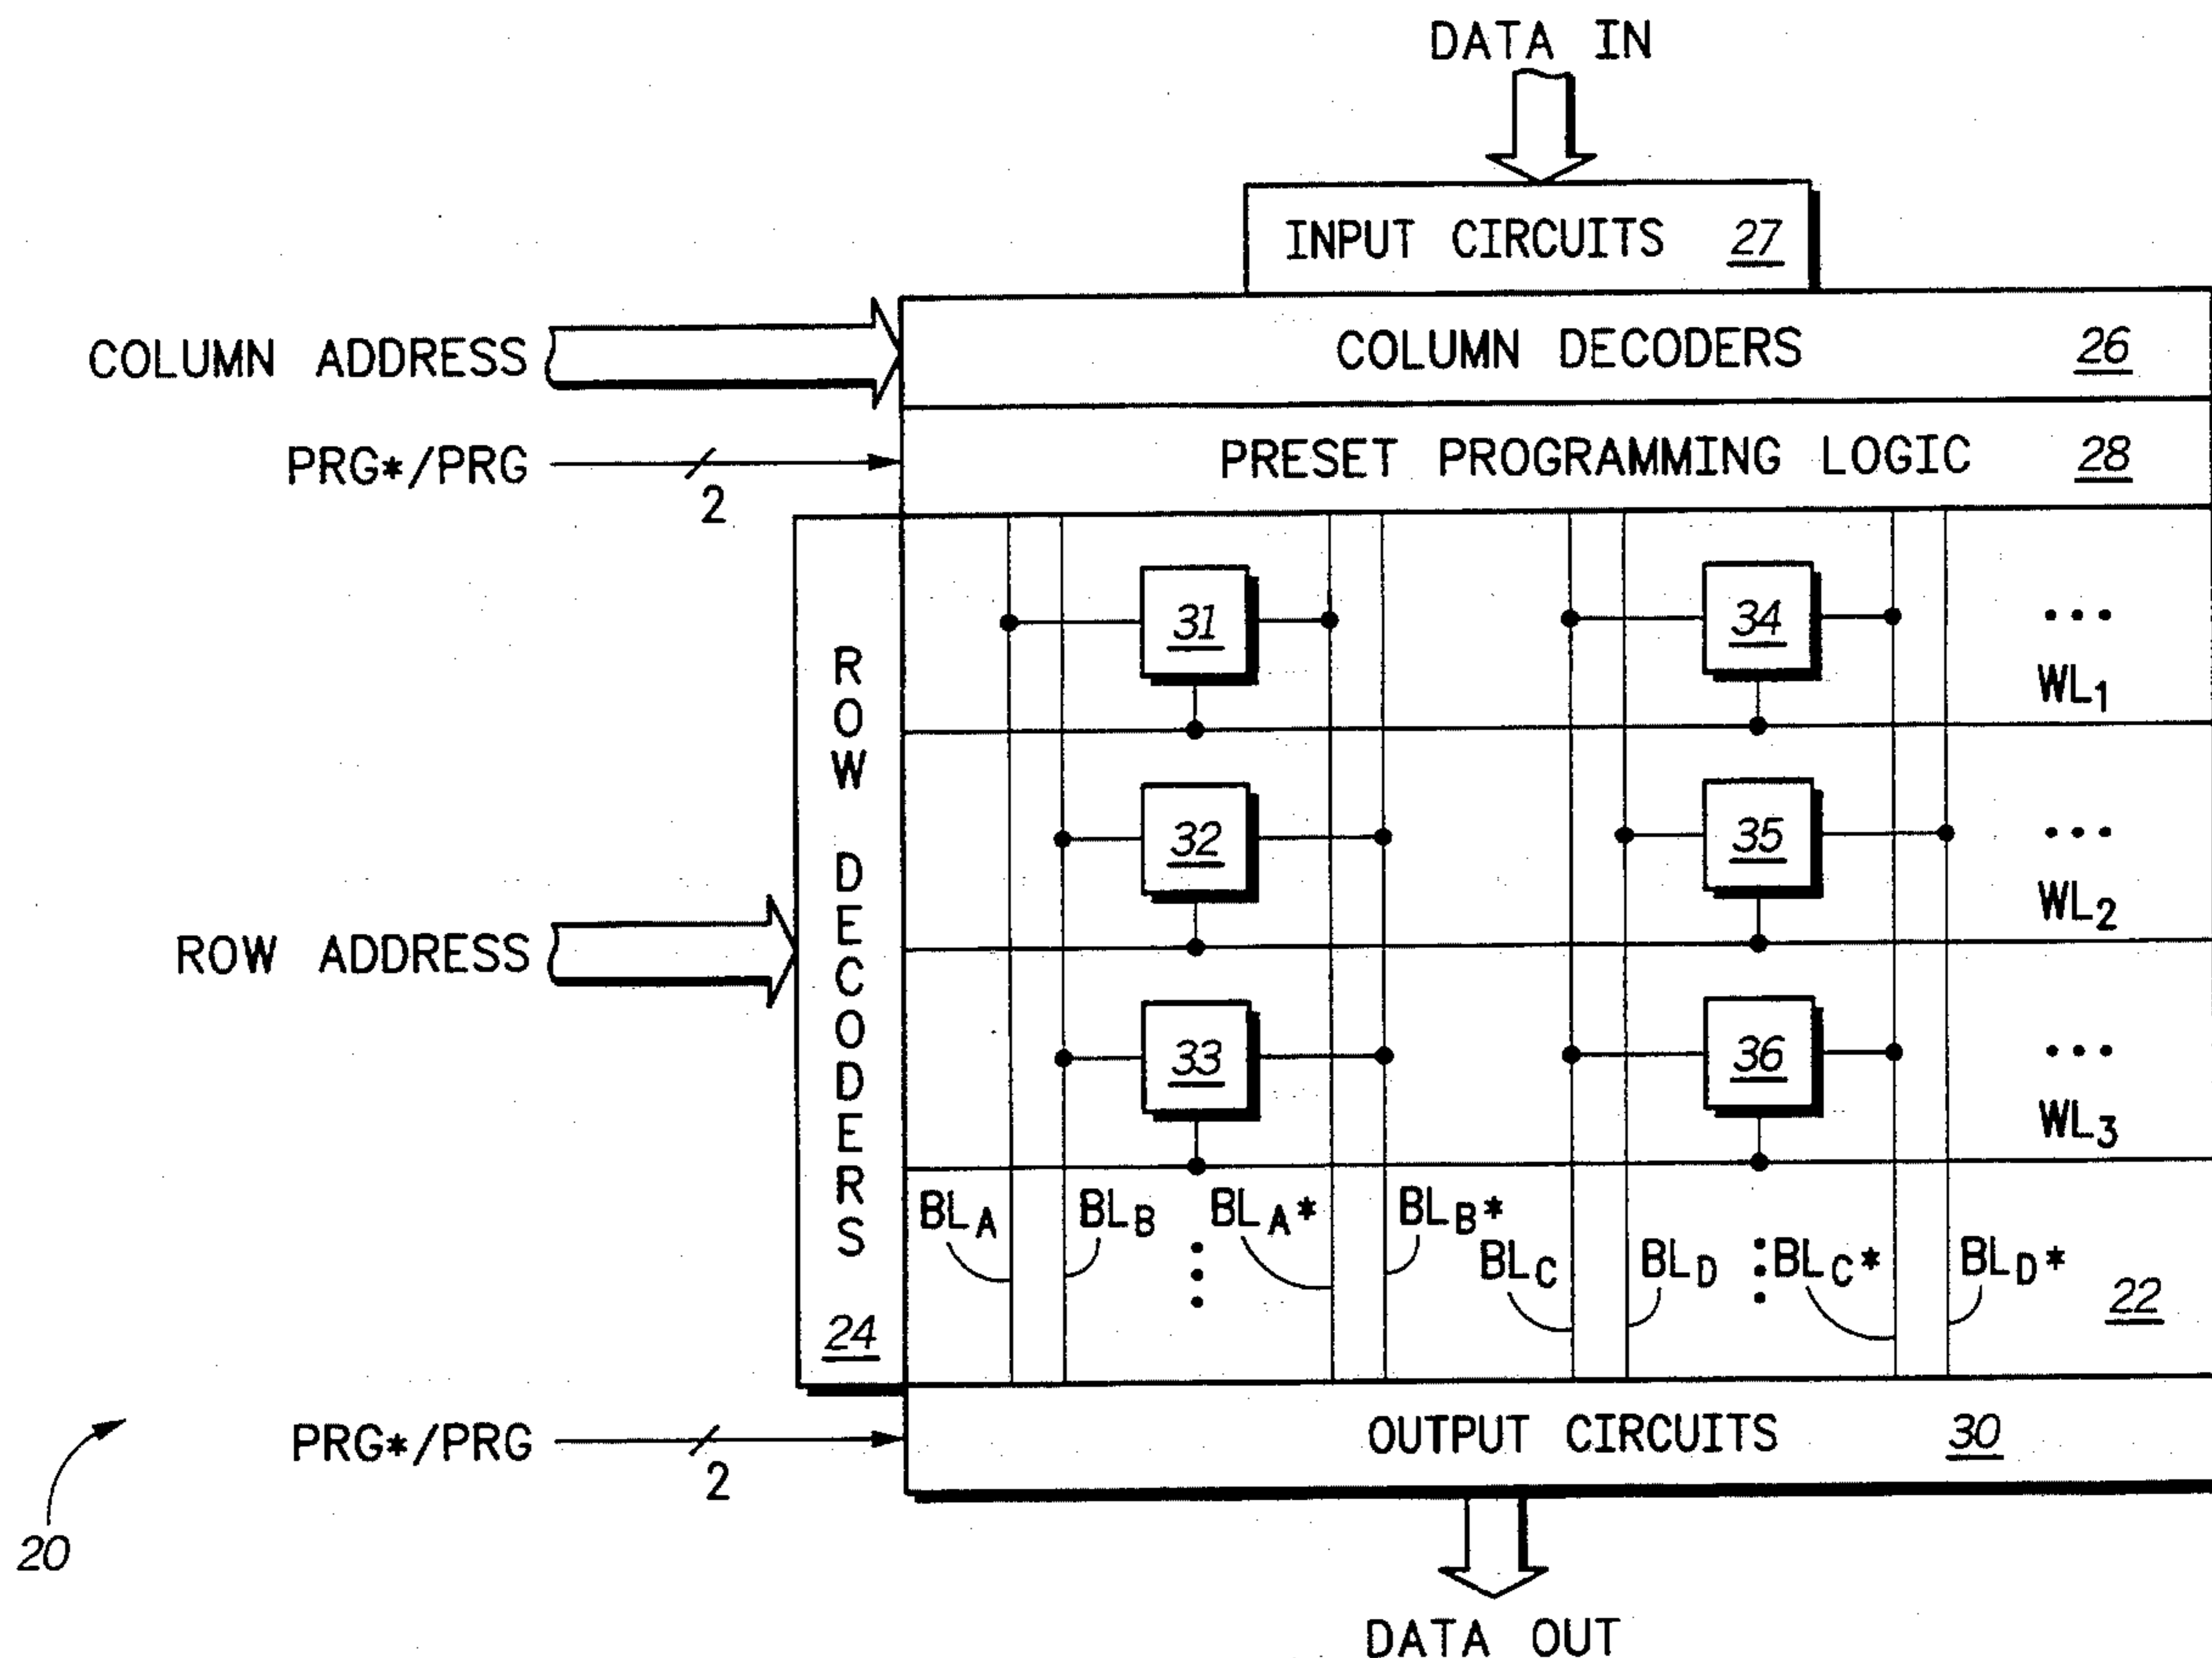 DATA IN
INPUT CIRCUITS 27
COLUMN ADDRESS
COLUMN DECODERS 26
PRG*/PRG
2
PRESET PROGRAMMING LOGIC 28
ROW DECODERS
24
ROW ADDRESS
31
34
...
WL1
32
35
...
WL2
33
36
...
WL3
BLA
BLB
BLA*
BLB*
BLC
BLD
BLC*
BLD*
22
PRG*/PRG
2
OUTPUT CIRCUITS 30
20
DATA OUT